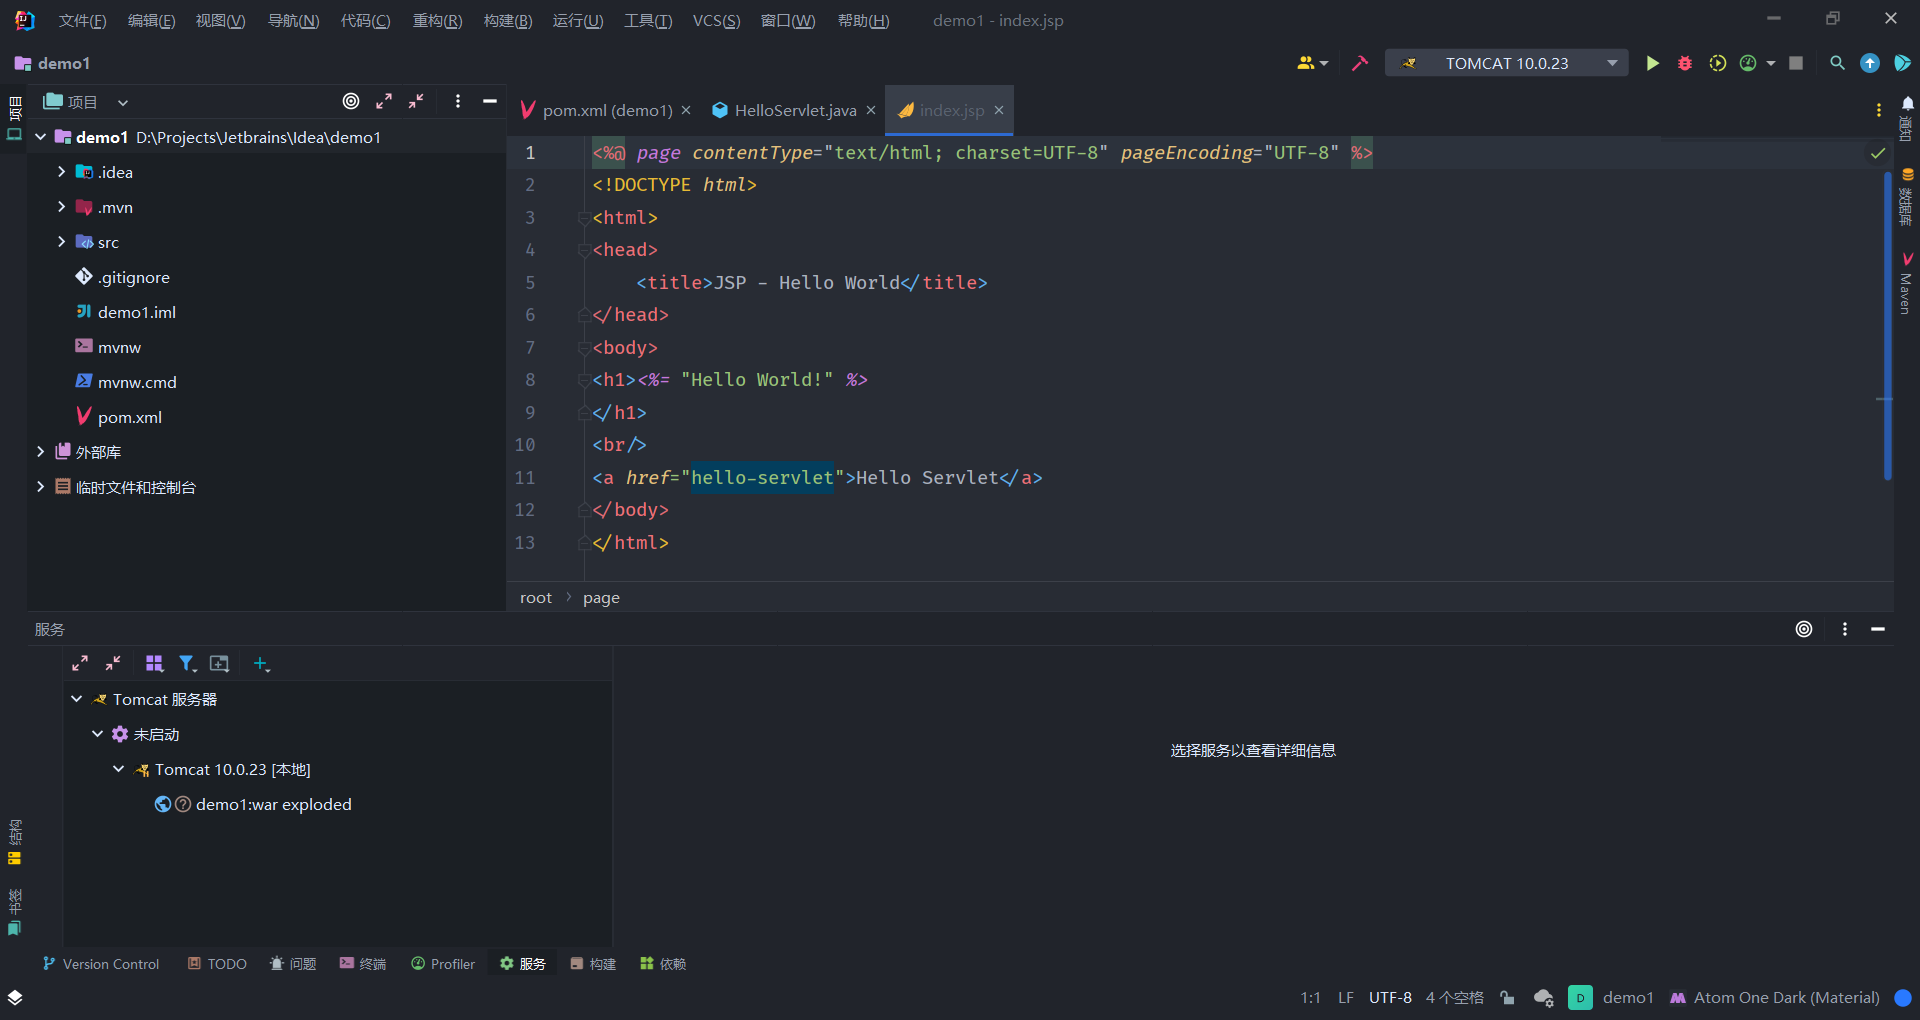 文件(F) 编辑(E) 视图(V) 导航(N) 代码(C) 重构(R) 构建(B) 运行(U) 工具(T) VCS(S) 窗口(W) 帮助(H) demo1 - index.jsp
demo1
TOMCAT 10.0.23
项目
项目
demo1 D:\Projects\Jetbrains\Idea\demo1
.idea
.mvn
src
.gitignore
demo1.iml
mvnw
mvnw.cmd
pom.xml
外部库
临时文件和控制台
pom.xml (demo1)
HelloServlet.java
index.jsp
1 <%@ page contentType="text/html; charset=UTF-8" pageEncoding="UTF-8" %>
2 <!DOCTYPE html>
3 <html>
4 <head>
5     <title>JSP - Hello World</title>
6 </head>
7 <body>
8 <h1><%= "Hello World!" %>
9 </h1>
10 <br/>
11 <a href="hello-servlet">Hello Servlet</a>
12 </body>
13 </html>
root > page
通知
数据库
Maven
服务
Tomcat 服务器
未启动
Tomcat 10.0.23 [本地]
demo1:war exploded
选择服务以查看详细信息
结构
书签
Version Control TODO 问题 终端 Profiler 服务 构建 依赖
1:1 LF UTF-8 4 个空格 D demo1 Atom One Dark (Material)